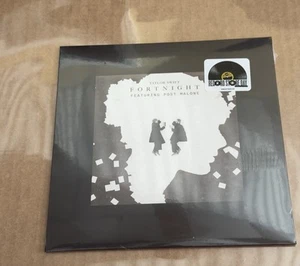 TAYLOR SWIFT
FORTNIGHT
FEATURING POST MALONE